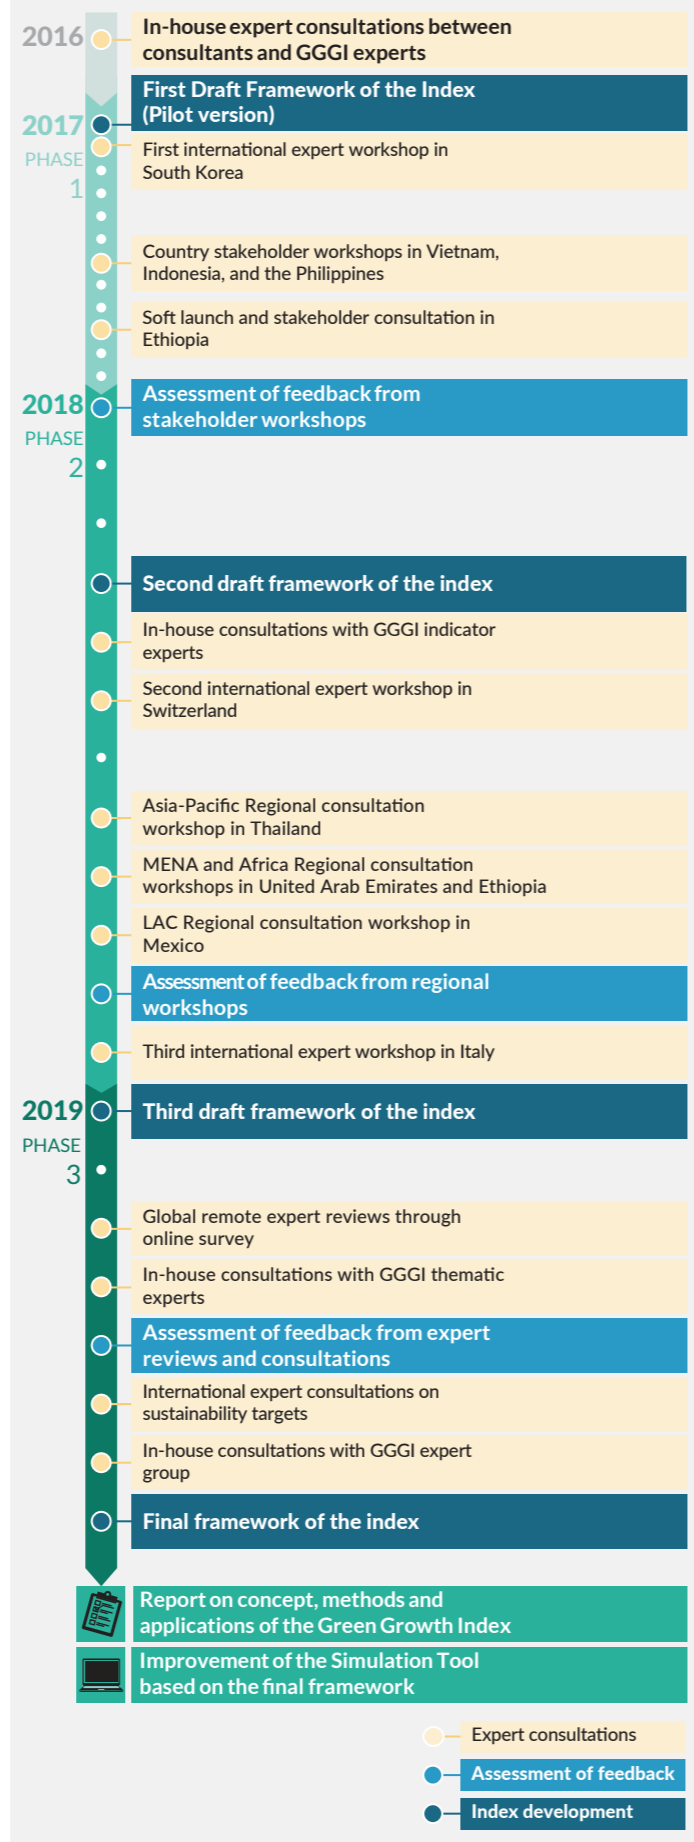 2016
In-house expert consultations between
consultants and GGGI experts
First Draft Framework of the Index
(Pilot version)
2017
PHASE
1
First international expert workshop in
South Korea
Country stakeholder workshops in Vietnam,
Indonesia, and the Philippines
Soft launch and stakeholder consultation in
Ethiopia
2018
PHASE
2
Assessment of feedback from
stakeholder workshops
Second draft framework of the index
In-house consultations with GGGI indicator
experts
Second international expert workshop in
Switzerland
Asia-Pacific Regional consultation
workshop in Thailand
MENA and Africa Regional consultation
workshops in United Arab Emirates and Ethiopia
LAC Regional consultation workshop in
Mexico
Assessment of feedback from regional
workshops
Third international expert workshop in Italy
2019
PHASE
3
Third draft framework of the index
Global remote expert reviews through
online survey
In-house consultations with GGGI thematic
experts
Assessment of feedback from expert
reviews and consultations
International expert consultations on
sustainability targets
In-house consultations with GGGI expert
group
Final framework of the index
Report on concept, methods and
applications of the Green Growth Index
Improvement of the Simulation Tool
based on the final framework
Expert consultations
Assessment of feedback
Index development